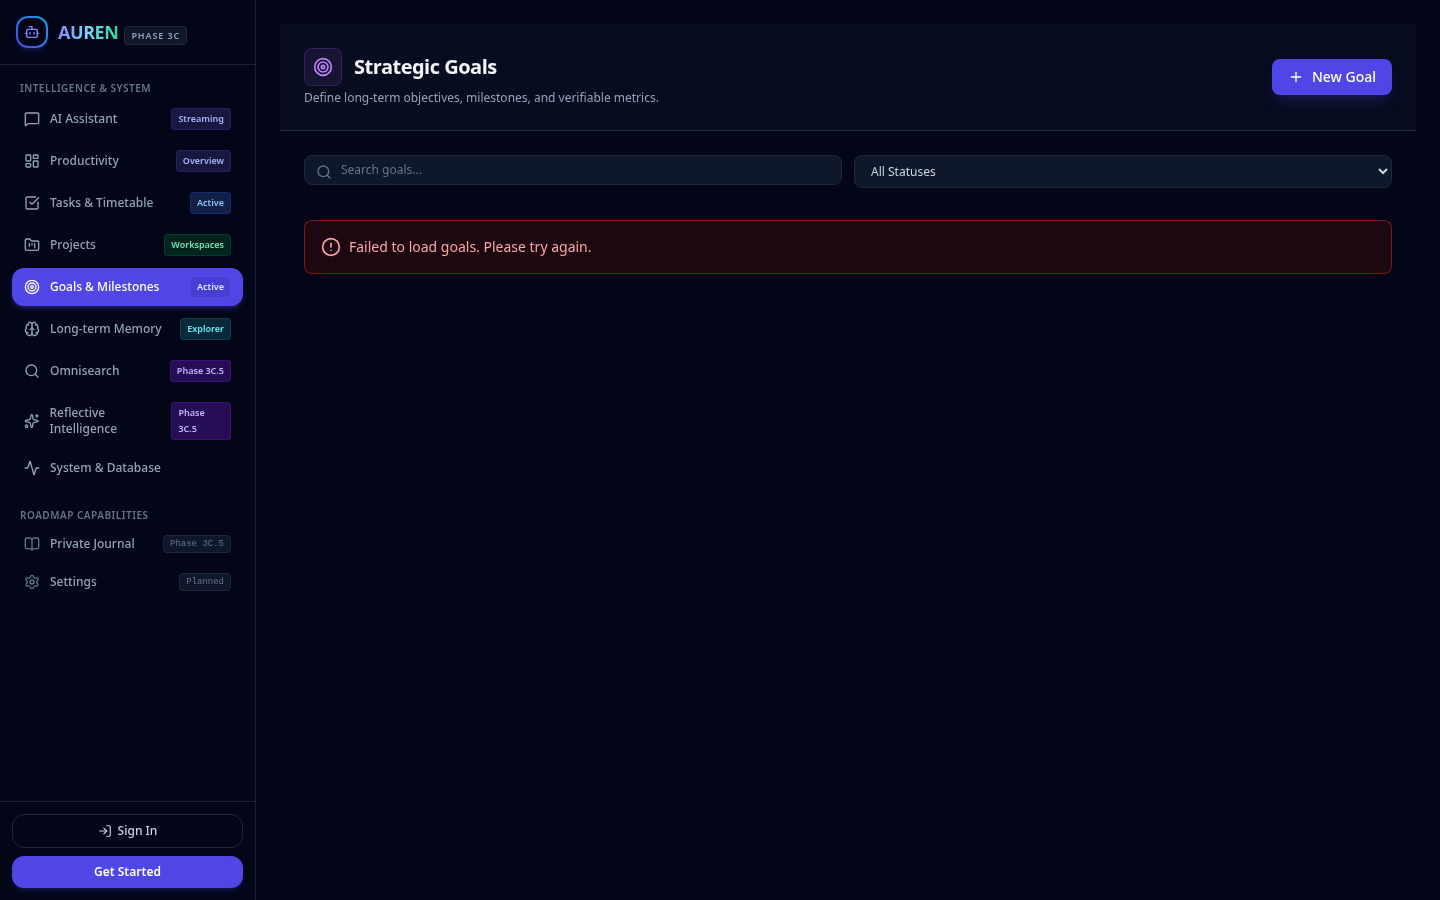 AUREN PHASE 3C
INTELLIGENCE & SYSTEM
AI Assistant Streaming
Productivity Overview
Tasks & Timetable Active
Projects Workspaces
Goals & Milestones Active
Long-term Memory Explorer
Omnisearch Phase 3C.5
Reflective Phase
Intelligence 3C.5
System & Database
ROADMAP CAPABILITIES
Private Journal Phase 3C.5
Settings Planned
Sign In
Get Started
Strategic Goals
Define long-term objectives, milestones, and verifiable metrics.
New Goal
Search goals...
All Statuses
Failed to load goals. Please try again.